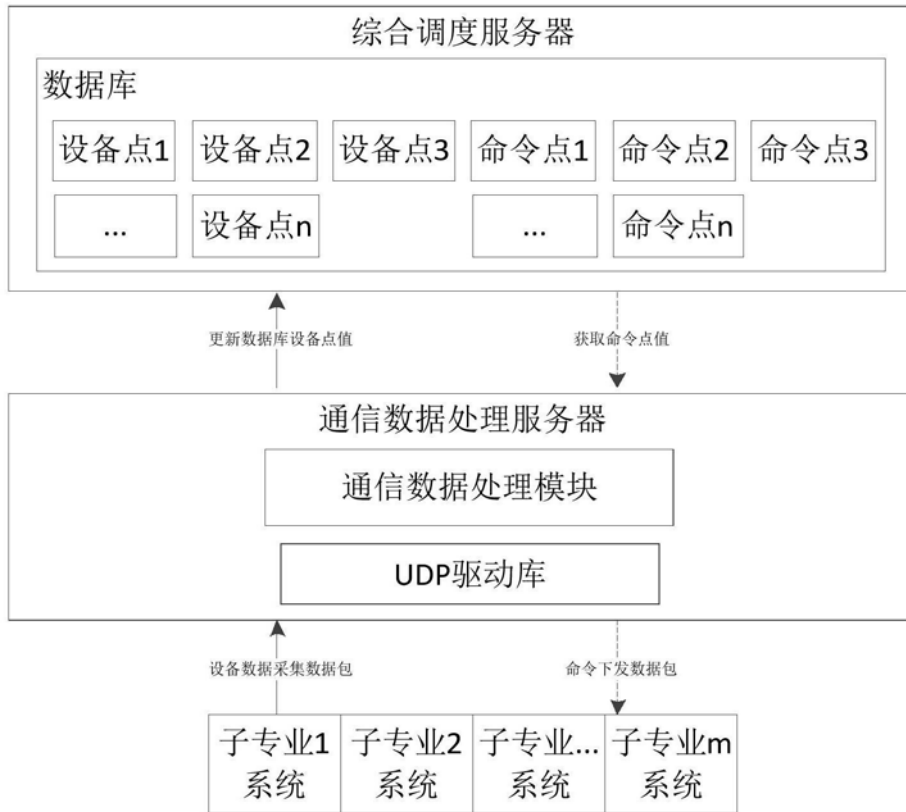 综合调度服务器
数据库
设备点1 设备点2 设备点3 命令点1 命令点2 命令点3
... 设备点n ... 命令点n
更新数据库设备点值 获取命令点值
通信数据处理服务器
通信数据处理模块
UDP驱动库
设备数据采集数据包 命令下发数据包
子专业1 子专业2 子专业... 子专业m
系统 系统 系统 系统